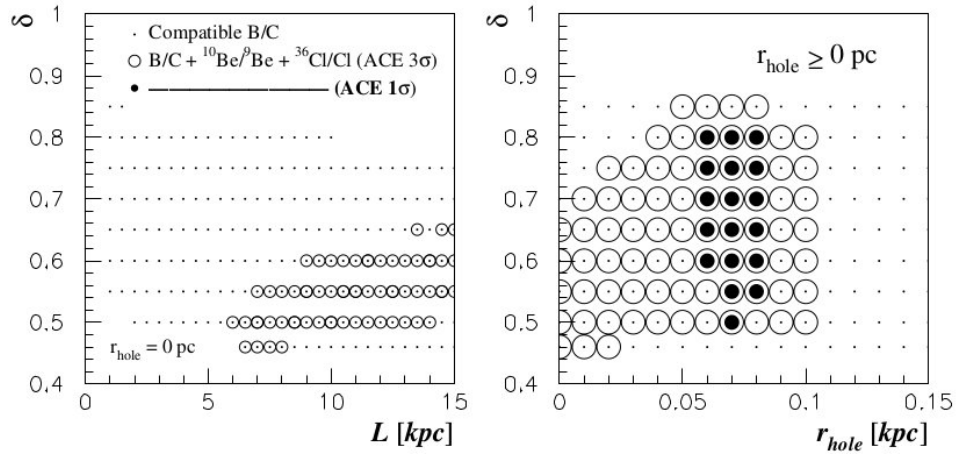 δ
1
0.9
0.8
0.7
0.6
0.5
0.4
· Compatible B/C
○ B/C + ¹⁰Be/⁹Be + ³⁶Cl/Cl (ACE 3σ)
● —————————— (ACE 1σ)
r_hole = 0 pc
0 5 10 15
L [kpc]
δ
1
0.9
0.8
0.7
0.6
0.5
0.4
r_hole ≥ 0 pc
0 0.05 0.1 0.15
r_hole [kpc]